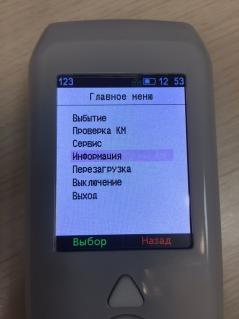 123 12 53
Главное меню
Выбытие
Проверка КМ
Сервис
Информация
Перезагрузка
Выключение
Выход
Выбор Назад